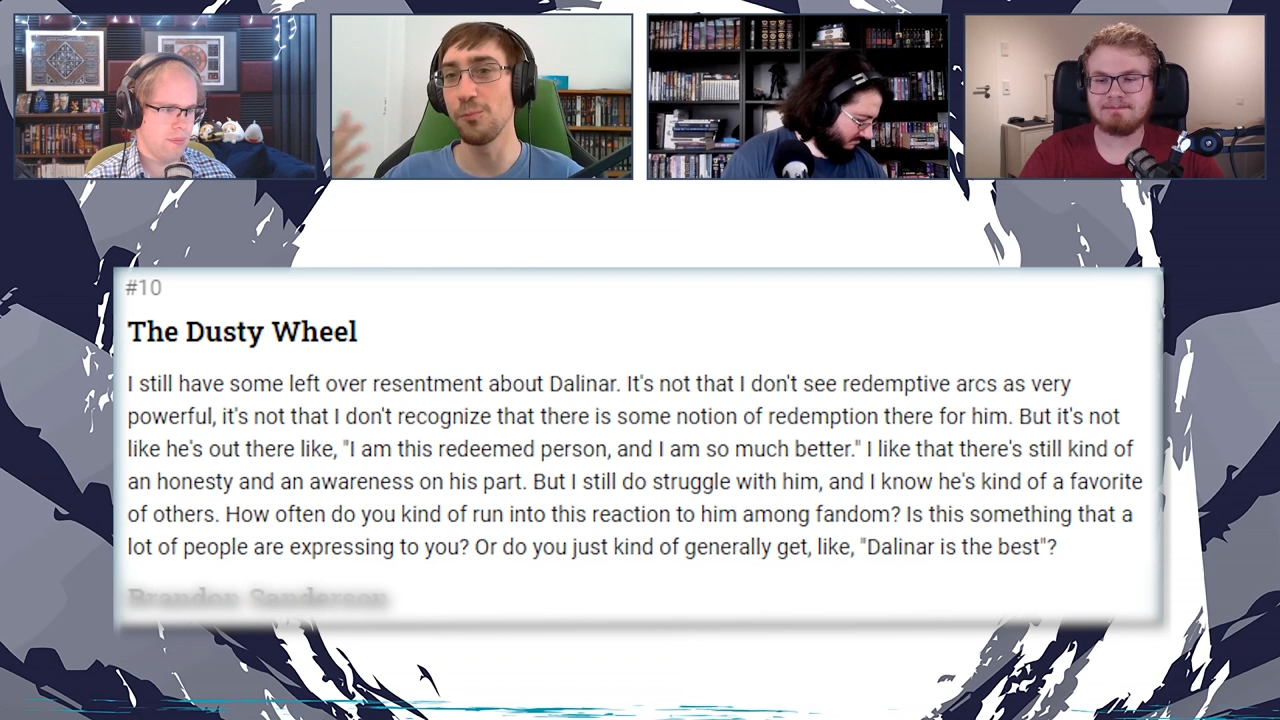 #10
The Dusty Wheel
I still have some left over resentment about Dalinar. It's not that I don't see redemptive arcs as very
powerful, it's not that I don't recognize that there is some notion of redemption there for him. But it's not
like he's out there like, "I am this redeemed person, and I am so much better." I like that there's still kind of
an honesty and an awareness on his part. But I still do struggle with him, and I know he's kind of a favorite
of others. How often do you kind of run into this reaction to him among fandom? Is this something that a
lot of people are expressing to you? Or do you just kind of generally get, like, "Dalinar is the best"?
Brandon Sanderson